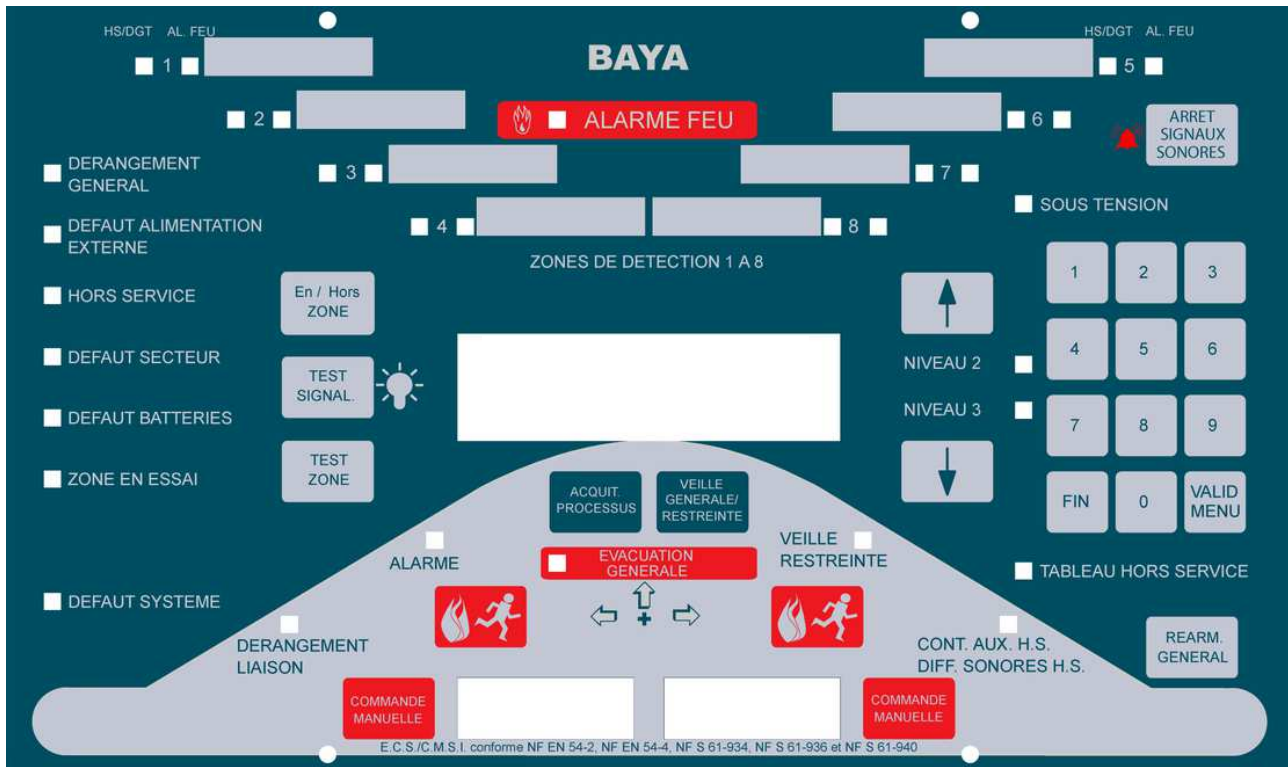 HS/DGT AL. FEU
1
BAYA
HS/DGT AL. FEU
5
2
ALARME FEU
6
ARRET
SIGNAUX
SONORES
DERANGEMENT
GENERAL
3
7
SOUS TENSION
4
8
DEFAUT ALIMENTATION
EXTERNE
ZONES DE DETECTION 1 A 8
1 2 3
HORS SERVICE
En / Hors
ZONE
DEFAUT SECTEUR
TEST
SIGNAL.
NIVEAU 2
4 5 6
DEFAUT BATTERIES
NIVEAU 3
7 8 9
ZONE EN ESSAI
TEST
ZONE
ACQUIT.
PROCESSUS
VEILLE
GENERALE/
RESTREINTE
FIN 0 VALID
MENU
ALARME
EVACUATION
GENERALE
VEILLE
RESTREINTE
TABLEAU HORS SERVICE
DEFAUT SYSTEME
+
DERANGEMENT
LIAISON
CONT. AUX. H.S.
DIFF. SONORES H.S.
REARM.
GENERAL
COMMANDE
MANUELLE
COMMANDE
MANUELLE
E.C.S./C.M.S.I. conforme NF EN 54-2, NF EN 54-4, NF S 61-934, NF S 61-936 et NF S 61-940